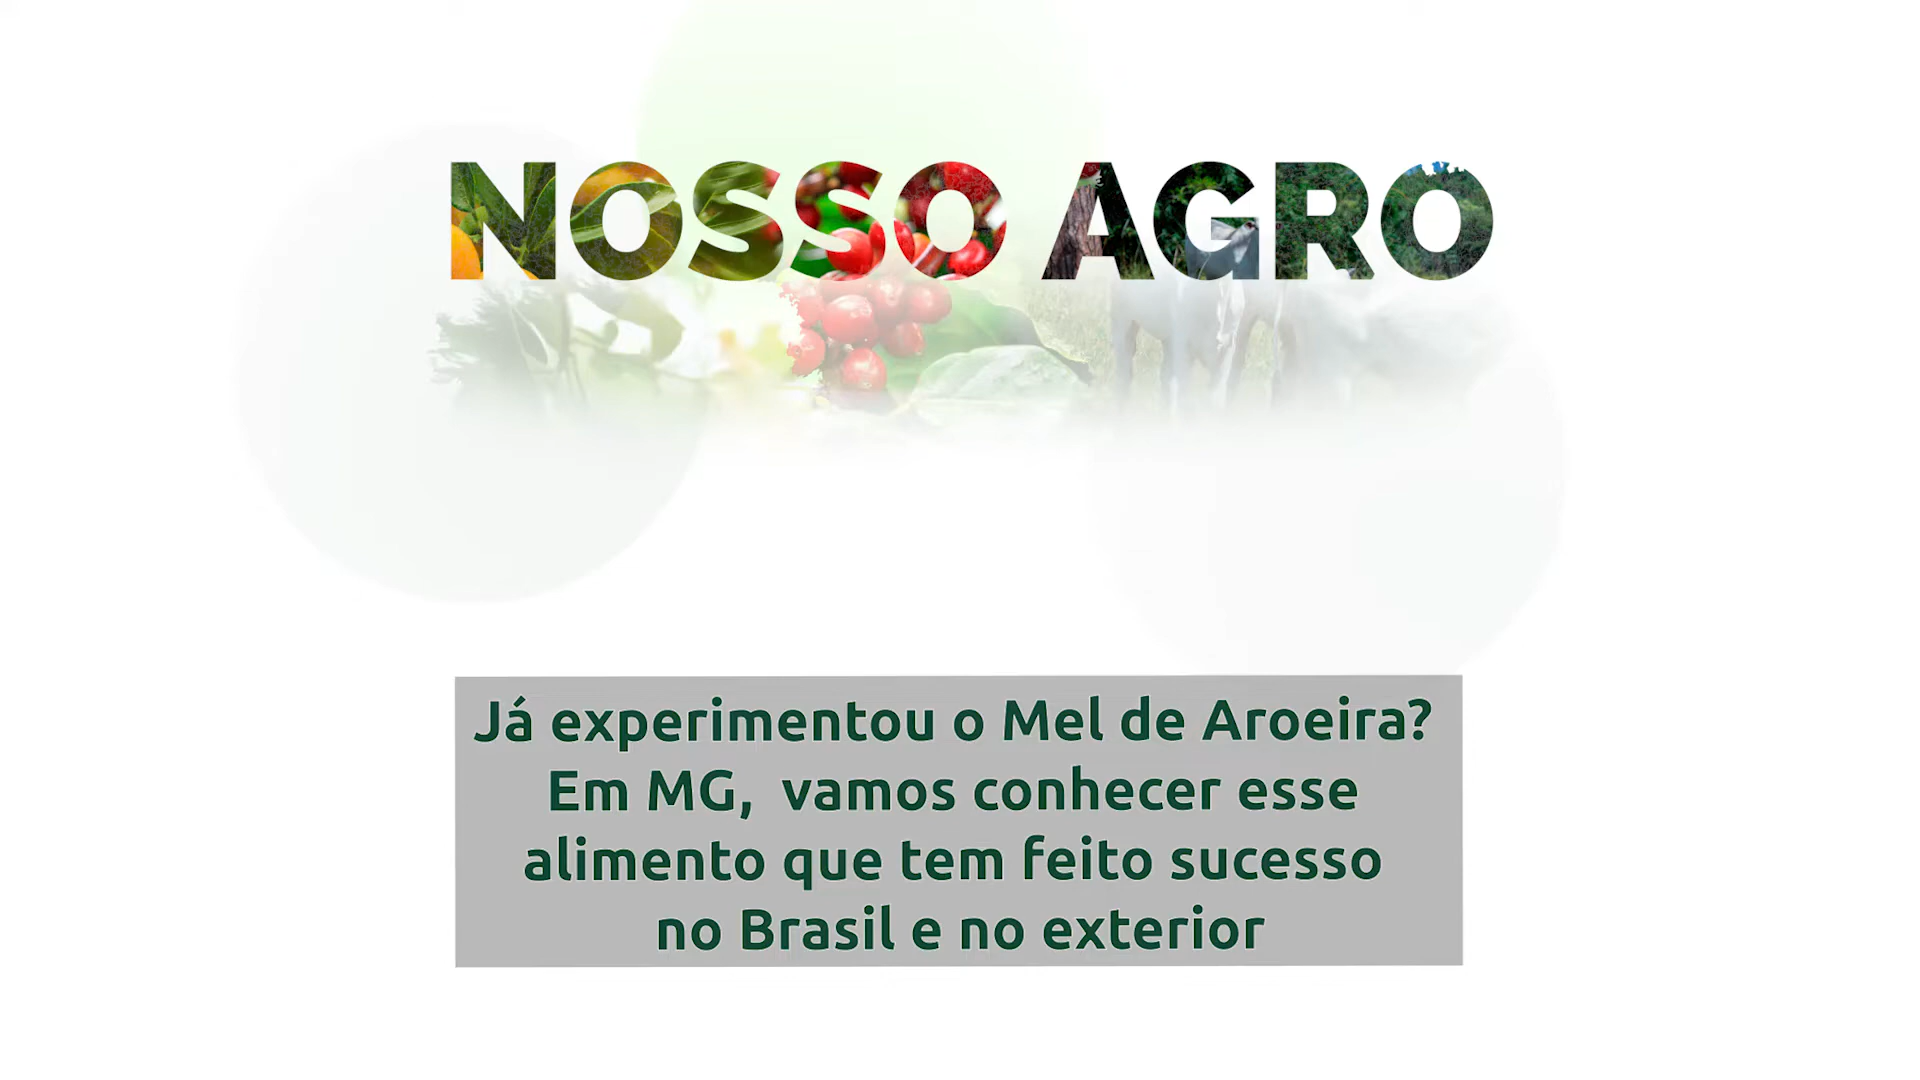 NOSSO AGRO
Já experimentou o Mel de Aroeira?
Em MG, vamos conhecer esse
alimento que tem feito sucesso
no Brasil e no exterior